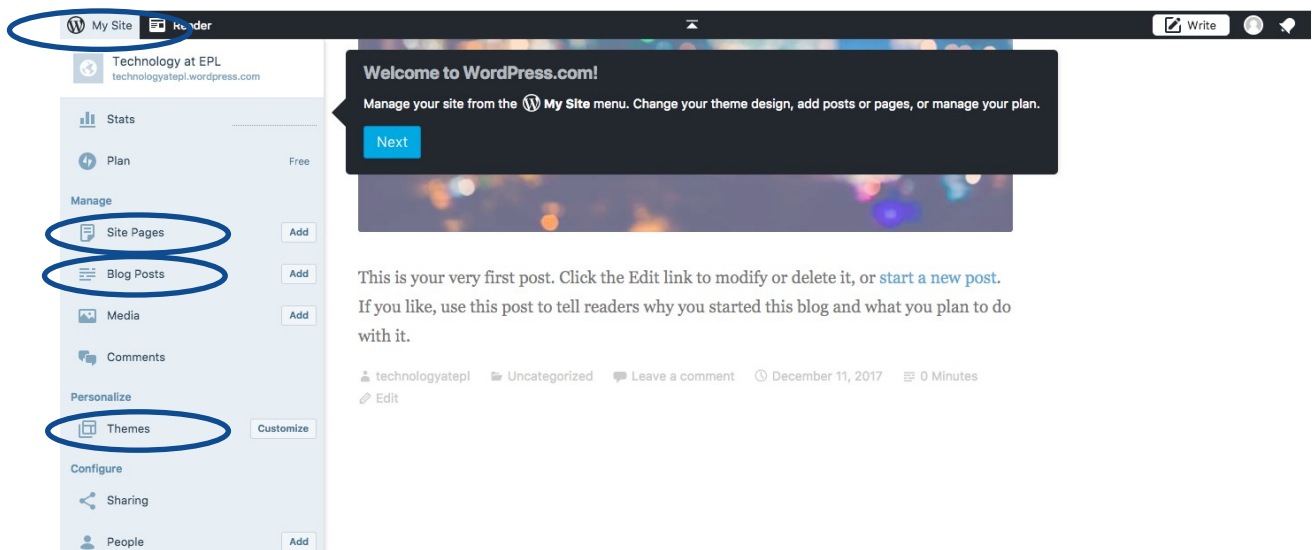 My Site Reader Write
Technology at EPL
technologyatepl.wordpress.com
Stats
Plan Free
Manage
Site Pages Add
Blog Posts Add
Media Add
Comments
Personalize
Themes Customize
Configure
Sharing
People Add
Welcome to WordPress.com!
Manage your site from the My Site menu. Change your theme design, add posts or pages, or manage your plan.
Next
This is your very first post. Click the Edit link to modify or delete it, or start a new post.
If you like, use this post to tell readers why you started this blog and what you plan to do
with it.
technologyatepl Uncategorized Leave a comment December 11, 2017 0 Minutes
Edit